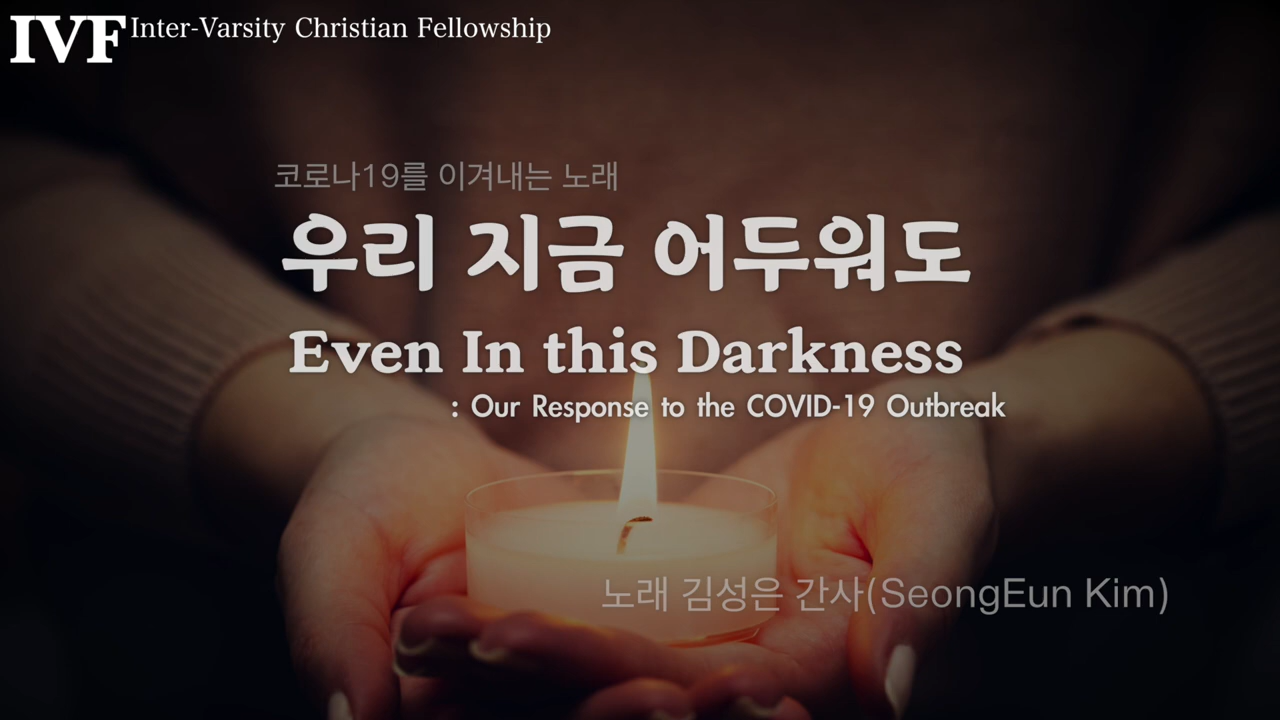 IVF Inter-Varsity Christian Fellowship
코로나19를 이겨내는 노래
우리 지금 어두워도
Even In this Darkness
: Our Response to the COVID-19 Outbreak
노래 김성은 간사(SeongEun Kim)